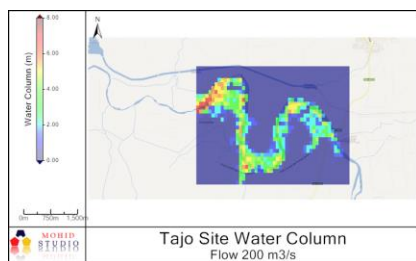 N
8.00
6.00
4.00
2.00
0.00
Water Column (m)
0m 750m 1,500m
MOHID
STUDIO
Tajo Site Water Column
Flow 200 m3/s